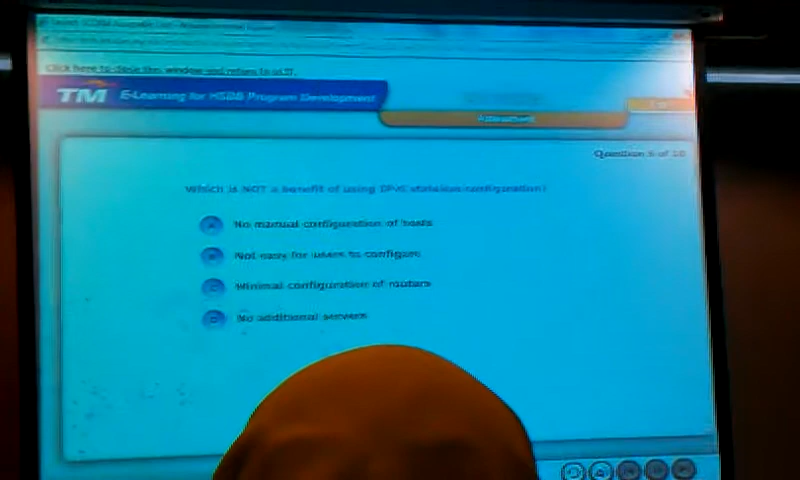 Click here to close this window and return to
TM E-Learning for HSBB Program Development
Assessment
Question 6 of 10
Which is NOT a benefit of using IPv6 stateless configuration?
No manual configuration of hosts
Not easy for users to configure
Minimal configuration of routers
No additional servers